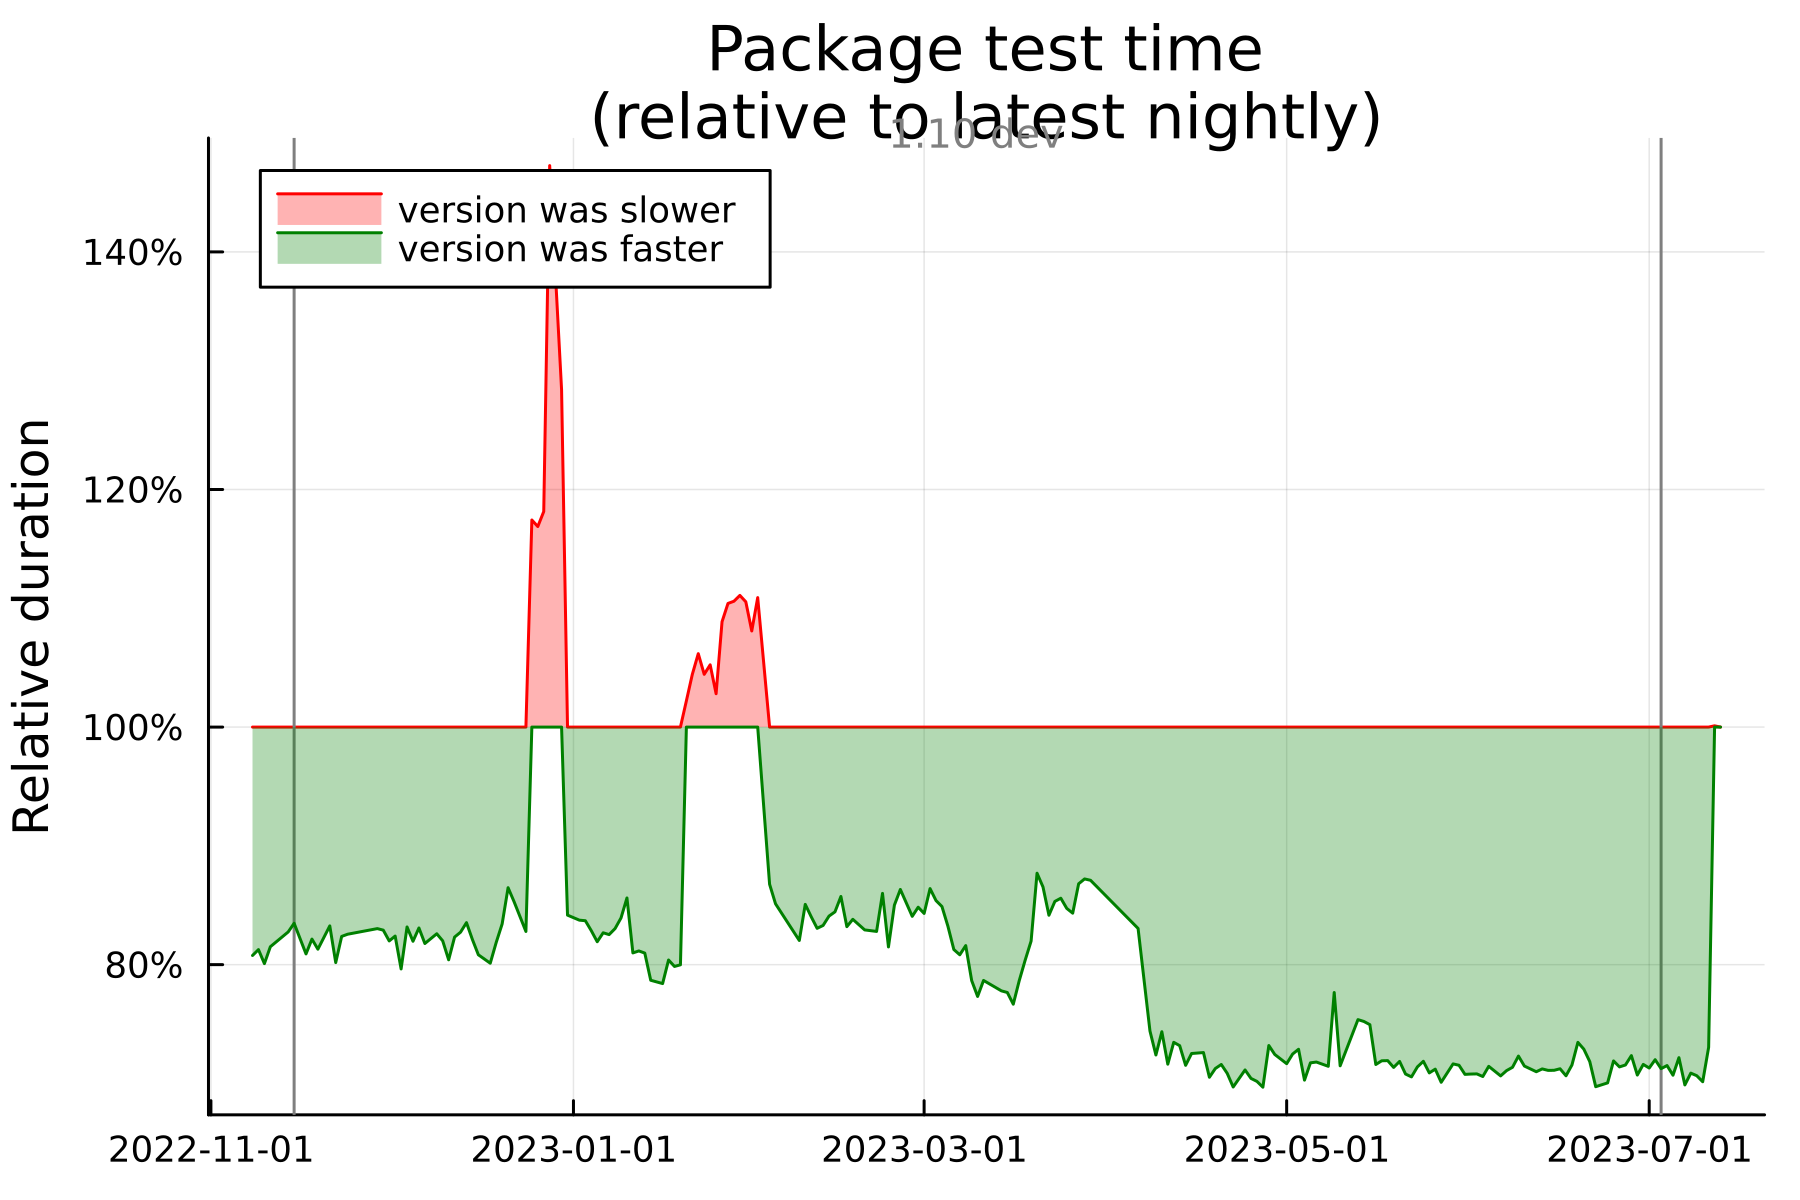 Package test time
(relative to latest nightly)
1.10 dev
version was slower
version was faster
Relative duration
140%
120%
100%
80%
2022-11-01
2023-01-01
2023-03-01
2023-05-01
2023-07-01